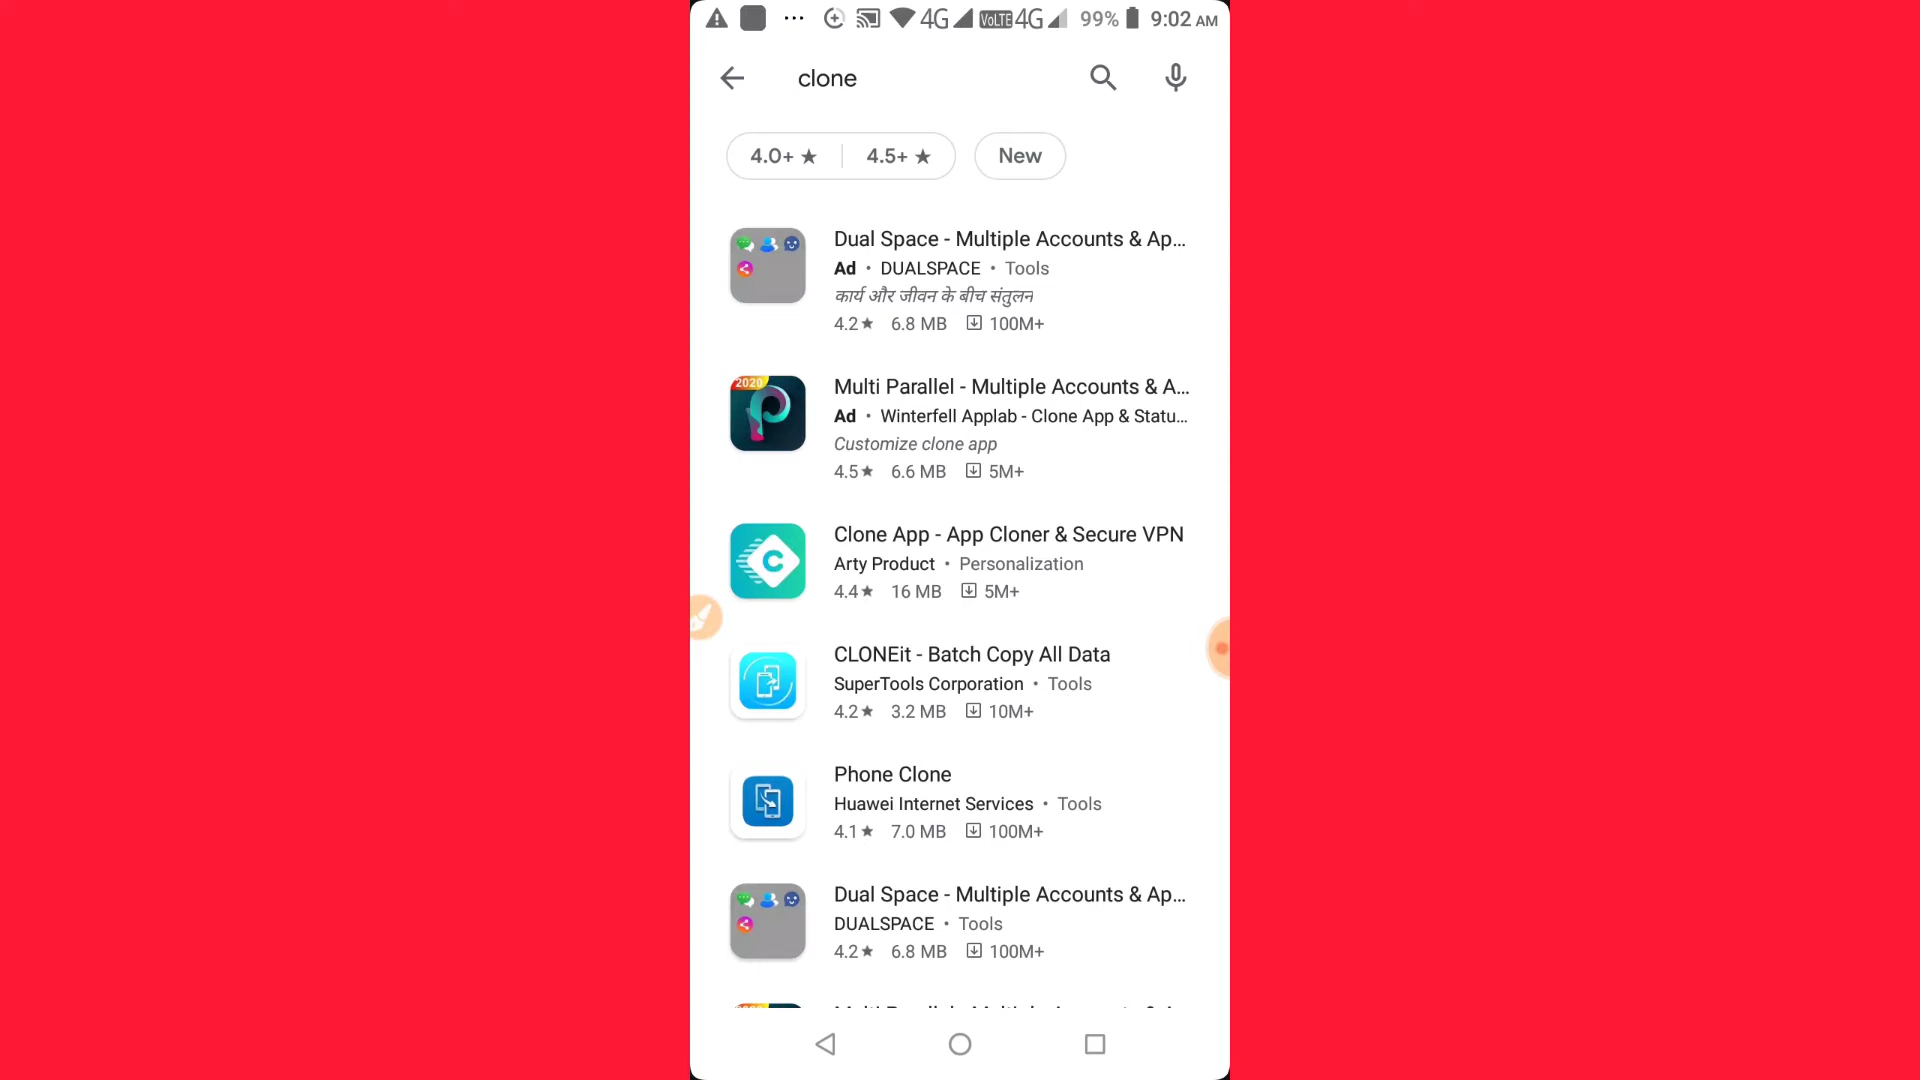 4G VoLTE 4G 99% 9:02 AM
clone
4.0+ ★ 4.5+ ★ New
Dual Space - Multiple Accounts & Ap...
Ad • DUALSPACE • Tools
कार्य और जीवन के बीच संतुलन
4.2★ 6.8 MB 100M+
2020
Multi Parallel - Multiple Accounts & A...
Ad • Winterfell Applab - Clone App & Statu...
Customize clone app
4.5★ 6.6 MB 5M+
Clone App - App Cloner & Secure VPN
Arty Product • Personalization
4.4★ 16 MB 5M+
CLONEit - Batch Copy All Data
SuperTools Corporation • Tools
4.2★ 3.2 MB 10M+
Phone Clone
Huawei Internet Services • Tools
4.1★ 7.0 MB 100M+
Dual Space - Multiple Accounts & Ap...
DUALSPACE • Tools
4.2★ 6.8 MB 100M+